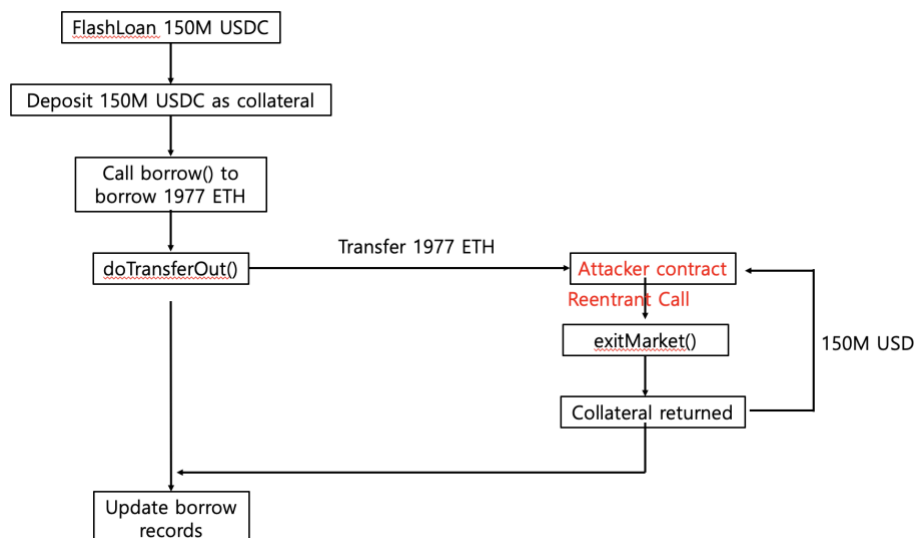 FlashLoan 150M USDC
Deposit 150M USDC as collateral
Call borrow() to
borrow 1977 ETH
doTransferOut()
Transfer 1977 ETH
Attacker contract
Reentrant Call
exitMarket()
150M USD
Collateral returned
Update borrow
records